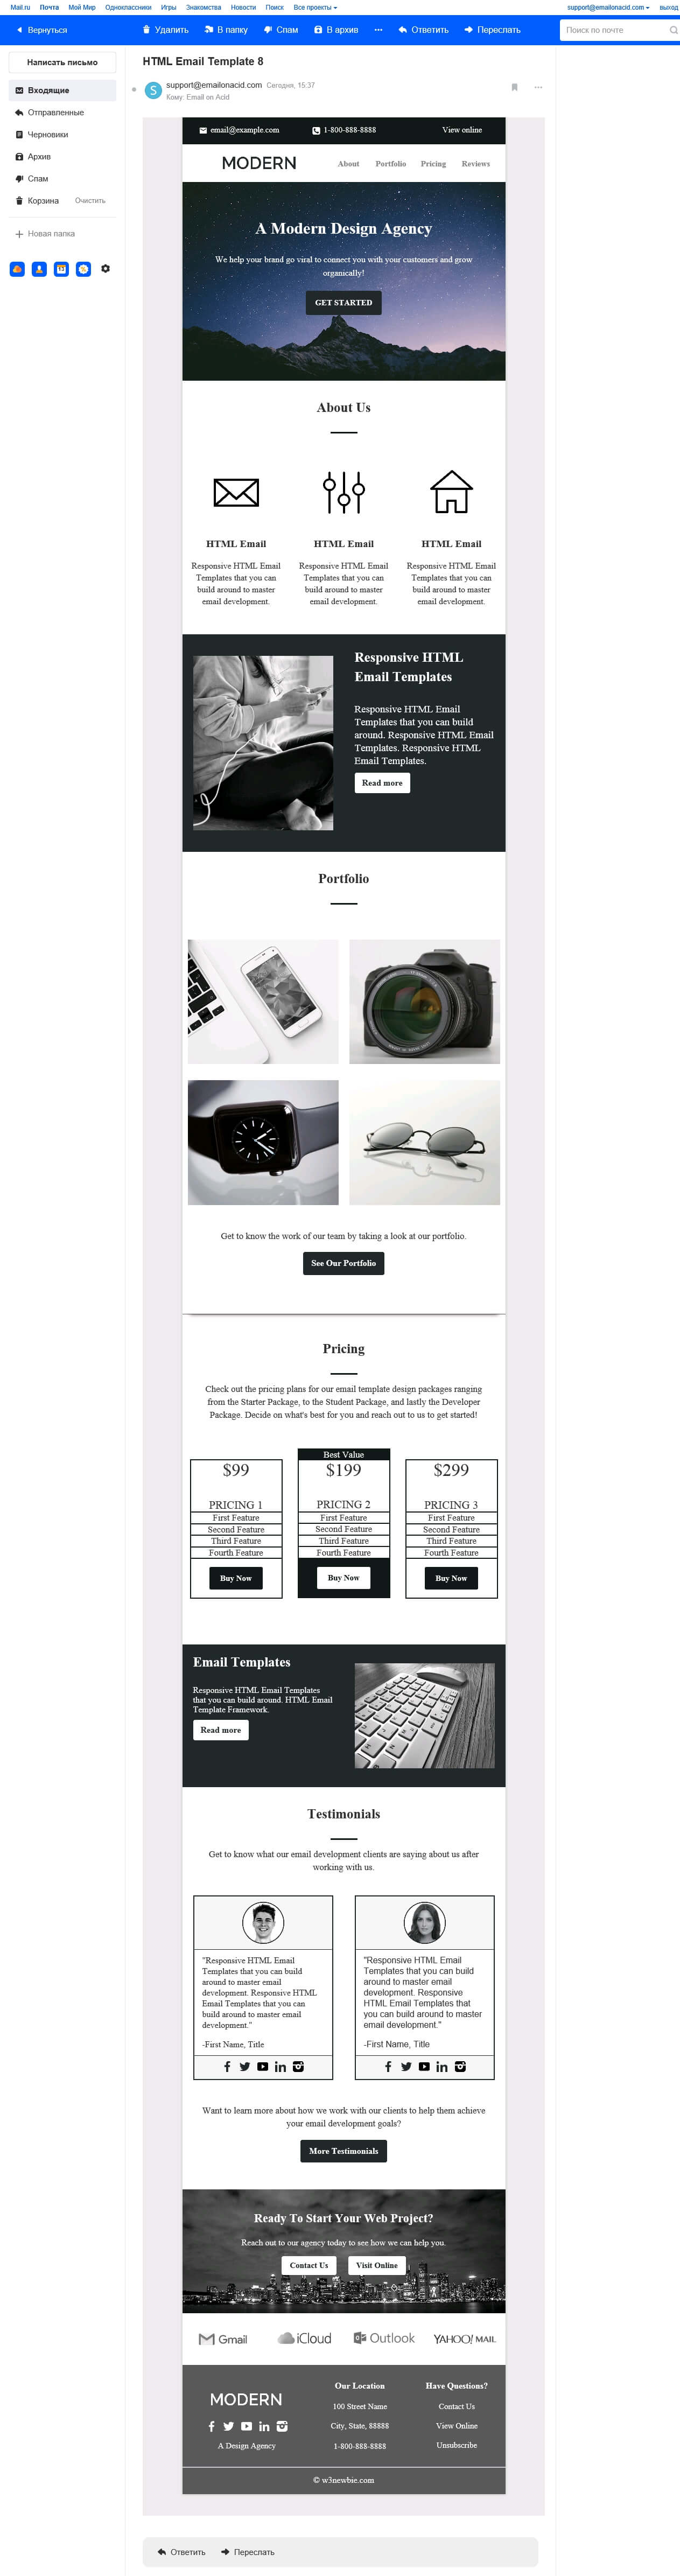 Mail.ru Почта Мой Мир Одноклассники Игры Знакомства Новости Поиск Все проекты support@emailonacid.com выход
Вернуться Удалить В папку Спам В архив Ответить Переслать Поиск по почте
Написать письмо
Входящие
Отправленные
Черновики
Архив
Спам
Корзина Очистить
Новая папка
HTML Email Template 8
S support@emailonacid.com Сегодня, 15:37
Кому: Email on Acid
email@example.com 1-800-888-8888 View online
MODERN About Portfolio Pricing Reviews
A Modern Design Agency
We help your brand go viral to connect you with your customers and grow
organically!
GET STARTED
About Us
HTML Email
Responsive HTML Email
Templates that you can
build around to master
email development.
HTML Email
Responsive HTML Email
Templates that you can
build around to master
email development.
HTML Email
Responsive HTML Email
Templates that you can
build around to master
email development.
Responsive HTML
Email Templates
Responsive HTML Email
Templates that you can build
around. Responsive HTML Email
Templates. Responsive HTML
Email Templates.
Read more
Portfolio
Get to know the work of our team by taking a look at our portfolio.
See Our Portfolio
Pricing
Check out the pricing plans for our email template design packages ranging
from the Starter Package, to the Student Package, and lastly the Developer
Package. Decide on what's best for you and reach out to us to get started!
$99
PRICING 1
First Feature
Second Feature
Third Feature
Fourth Feature
Buy Now
Best Value
$199
PRICING 2
First Feature
Second Feature
Third Feature
Fourth Feature
Buy Now
$299
PRICING 3
First Feature
Second Feature
Third Feature
Fourth Feature
Buy Now
Email Templates
Responsive HTML Email Templates
that you can build around. HTML Email
Template Framework.
Read more
Testimonials
Get to know what our email development clients are saying about us after
working with us.
"Responsive HTML Email
Templates that you can build
around to master email
development. Responsive HTML
Email Templates that you can
build around to master email
development."
-First Name, Title
"Responsive HTML Email
Templates that you can build
around to master email
development. Responsive
HTML Email Templates that
you can build around to master
email development."
-First Name, Title
Want to learn more about how we work with our clients to help them achieve
your email development goals?
More Testimonials
Ready To Start Your Web Project?
Reach out to our agency today to see how we can help you.
Contact Us Visit Online
Gmail iCloud Outlook YAHOO! MAIL
MODERN
A Design Agency
Our Location
100 Street Name
City, State, 88888
1-800-888-8888
Have Questions?
Contact Us
View Online
Unsubscribe
© w3newbie.com
Ответить Переслать